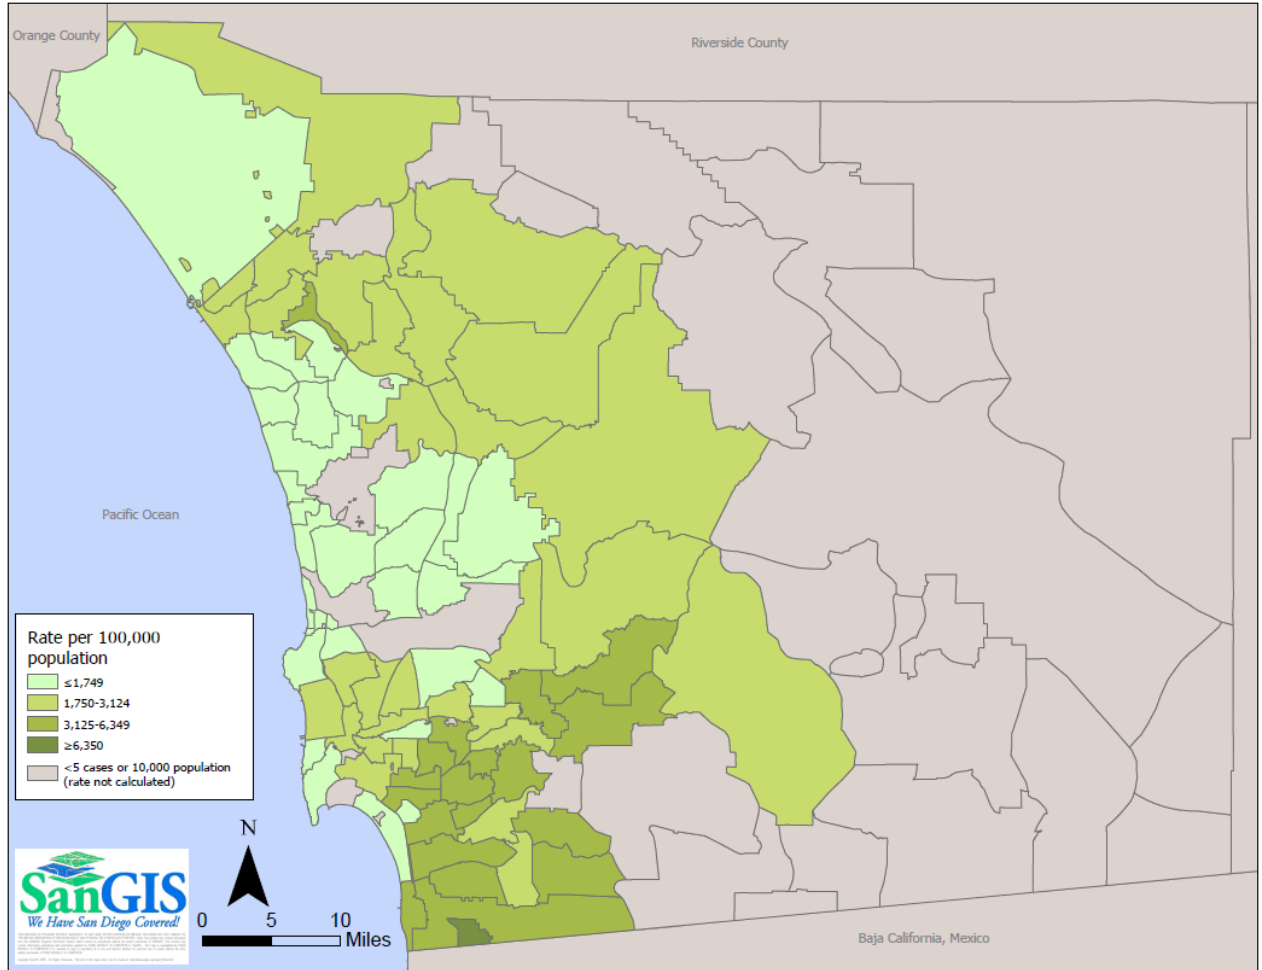 Orange County
Riverside County
Pacific Ocean
Rate per 100,000
population
≤1,749
1,750-3,124
3,125-6,349
≥6,350
<5 cases or 10,000 population
(rate not calculated)
N
SanGIS
We Have San Diego Covered!
0 5 10
Miles
Baja California, Mexico